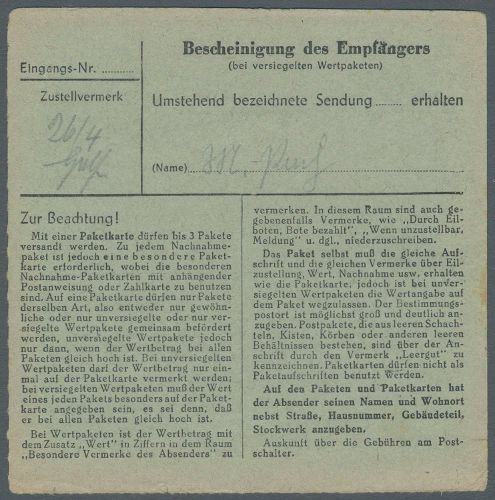 Eingangs-Nr. ..........
Zustellvermerk
26/4
Bescheinigung des Empfängers
(bei versiegelten Wertpaketen)
Umstehend bezeichnete Sendung ........ erhalten
(Name)
Zur Beachtung!
Mit einer Paketkarte dürfen bis 3 Pakete
versandt werden. Zu jedem Nachnahme-
paket ist jedoch eine besondere Paket-
karte erforderlich, wobei die besonderen
Nachnahme-Paketkarten mit anhängender
Postanweisung oder Zahlkarte zu benutzen
sind. Auf eine Paketkarte dürfen nur Pakete
derselben Art, also entweder nur gewöhn-
liche oder nur unversiegelte oder nur ver-
siegelte Wertpakete gemeinsam befördert
werden, unversiegelte Wertpakete jedoch
nur dann, wenn der Wertbetrag bei allen
Paketen gleich hoch ist. Bei unversiegelten
Wertpaketen darf der Wertbetrag nur ein-
mal auf der Paketkarte vermerkt werden;
bei versiegelten Wertpaketen muß der Wert
eines jeden Pakets besonders auf der Paket-
karte angegeben sein, es sei denn, daß
er bei allen Paketen gleich hoch ist.
Bei Wertpaketen ist der Wertbetrag mit
dem Zusatz „Wert" in Ziffern in dem Raum
„Besondere Vermerke des Absenders" zu
vermerken. In diesem Raum sind auch ge-
gebenenfalls Vermerke, wie „Durch Eil-
boten, Bote bezahlt", „Wenn unzustellbar,
Meldung" u. dgl., niederzuschreiben.
Das Paket selbst muß die gleiche Auf-
schrift und die gleichen Vermerke über Eil-
zustellung, Wert, Nachnahme usw. erhalten
wie die Paketkarte, jedoch ist bei unver-
siegelten Wertpaketen die Wertangabe auf
dem Paket wegzulassen. Der Bestimmungs-
postort ist möglichst groß und deutlich an-
zugeben. Postpakete, die aus leeren Schach-
teln, Kisten, Körben oder anderen leeren
Behältnissen bestehen, sind über der An-
schrift durch den Vermerk „Leergut" zu
kennzeichnen. Paketkarten dürfen nicht als
Paketaufschriften benutzt werden.
Auf den Paketen und Paketkarten hat
der Absender seinen Namen und Wohnort
nebst Straße, Hausnummer, Gebäudeteil,
Stockwerk anzugeben.
Auskunft über die Gebühren am Post-
schalter.